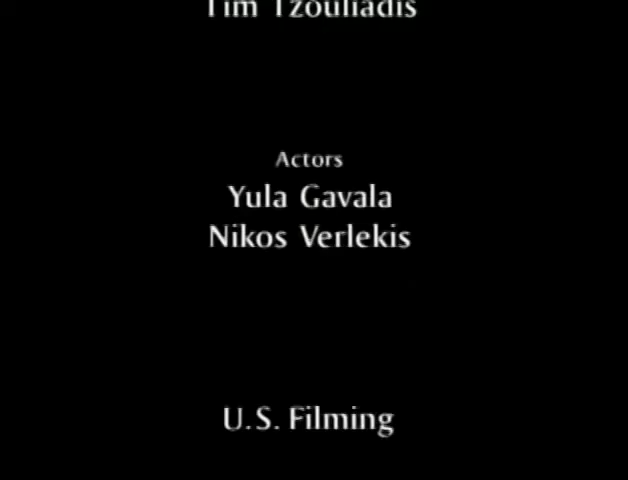 Tim Tzouliadis
Actors
Yula Gavala
Nikos Verlekis
U.S. Filming